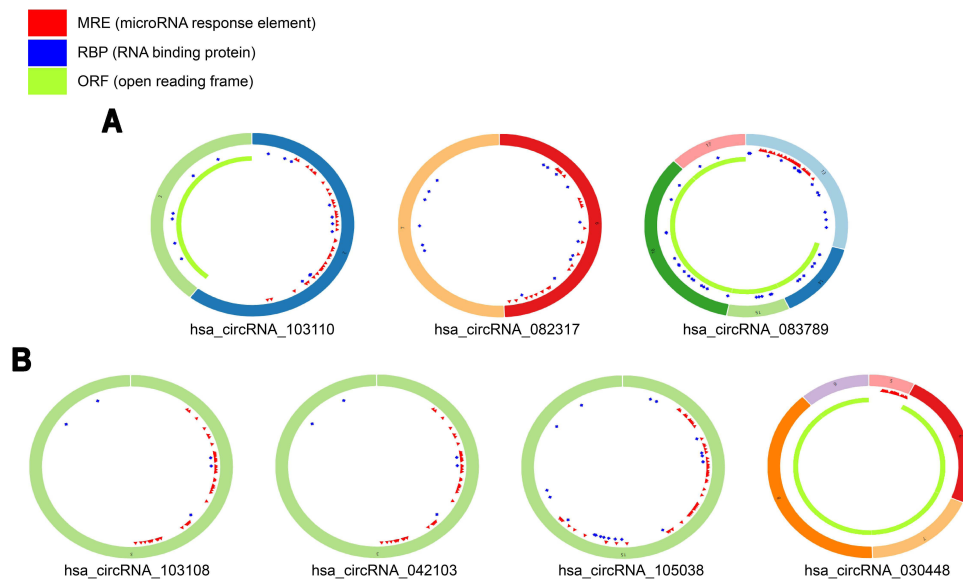 MRE (microRNA response element)
RBP (RNA binding protein)
ORF (open reading frame)
A
hsa_circRNA_103110
hsa_circRNA_082317
hsa_circRNA_083789
B
hsa_circRNA_103108
hsa_circRNA_042103
hsa_circRNA_105038
hsa_circRNA_030448